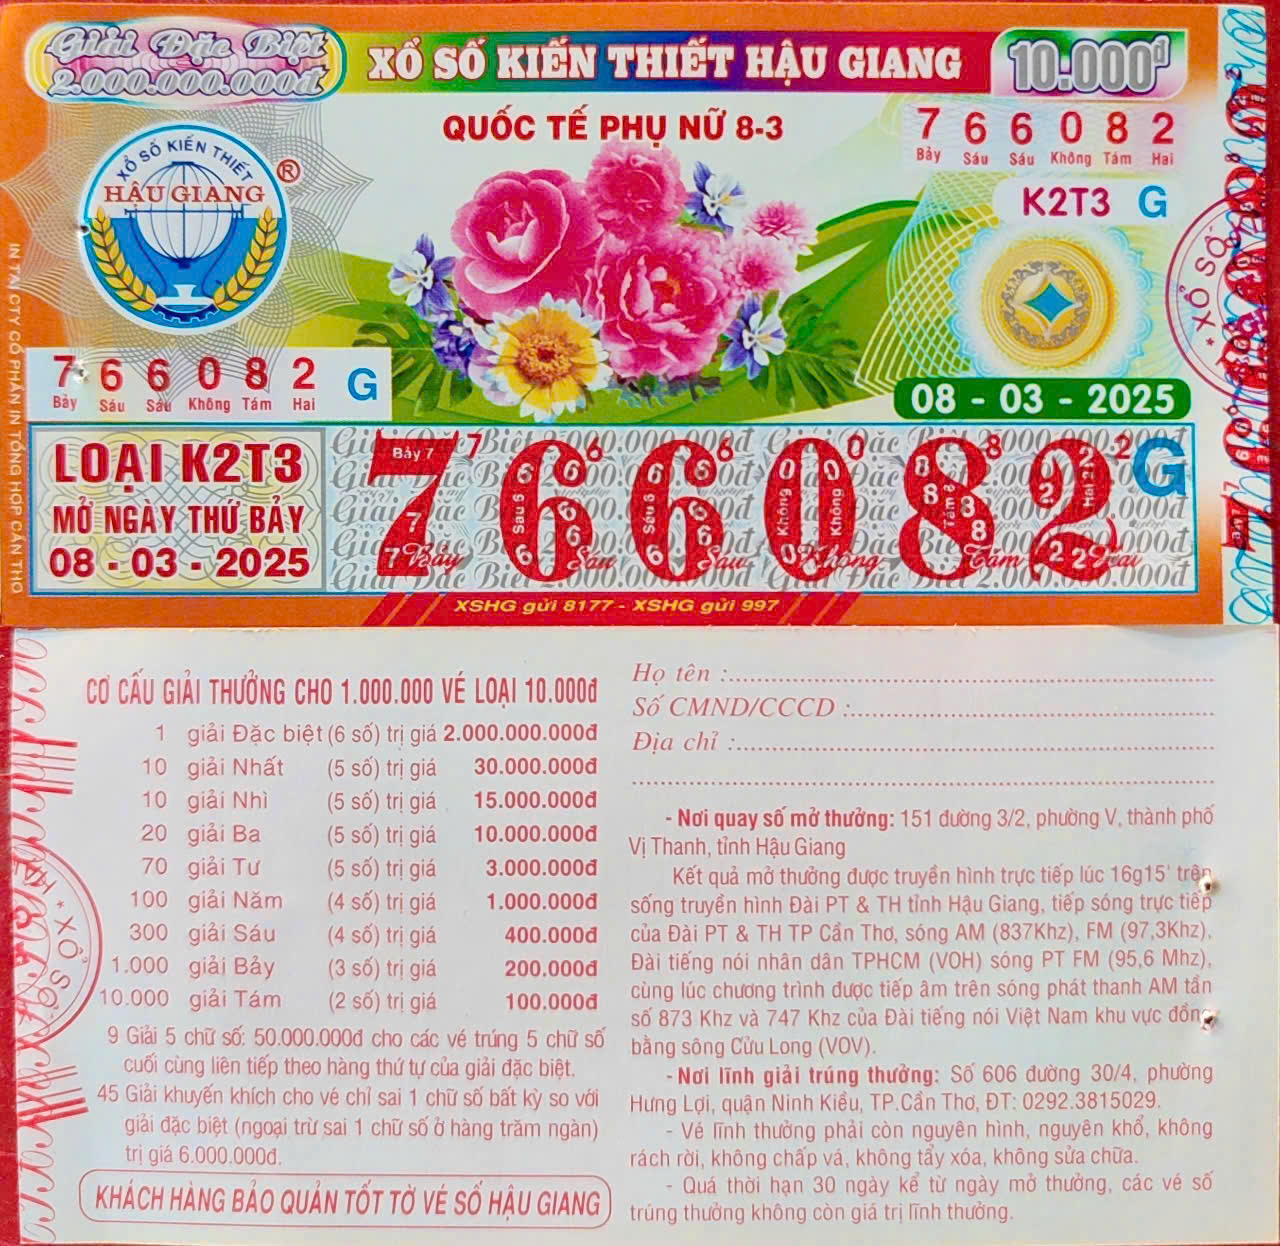 Giải Đặc Biệt
2.000.000.000đ
XỔ SỐ KIẾN THIẾT HẬU GIANG
10.000đ
QUỐC TẾ PHỤ NỮ 8-3
7 6 6 0 8 2
Bảy Sáu Sáu Không Tám Hai
K2T3 G
XỔ SỐ KIẾN THIẾT
HẬU GIANG ®
IN TẠI CTY CỔ PHẦN IN TỔNG HỢP CẦN THƠ
XỔ SỐ
7 6 6 0 8 2 G
Bảy Sáu Sáu Không Tám Hai
08 - 03 - 2025
LOẠI K2T3
MỞ NGÀY THỨ BẢY
08 - 03 - 2025
766082 G
Bảy Sáu Sáu Không Tám Hai
XSHG gửi 8177 - XSHG gửi 997
CƠ CẤU GIẢI THƯỞNG CHO 1.000.000 VÉ LOẠI 10.000đ
1 giải Đặc biệt (6 số) trị giá 2.000.000.000đ
10 giải Nhất (5 số) trị giá 30.000.000đ
10 giải Nhì (5 số) trị giá 15.000.000đ
20 giải Ba (5 số) trị giá 10.000.000đ
70 giải Tư (5 số) trị giá 3.000.000đ
100 giải Năm (4 số) trị giá 1.000.000đ
300 giải Sáu (4 số) trị giá 400.000đ
1.000 giải Bảy (3 số) trị giá 200.000đ
10.000 giải Tám (2 số) trị giá 100.000đ
9 Giải 5 chữ số: 50.000.000đ cho các vé trúng 5 chữ số
cuối cùng liên tiếp theo hàng thứ tự của giải đặc biệt.
45 Giải khuyến khích cho vé chỉ sai 1 chữ số bất kỳ so với
giải đặc biệt (ngoại trừ sai 1 chữ số ở hàng trăm ngàn)
trị giá 6.000.000đ.
KHÁCH HÀNG BẢO QUẢN TỐT TỜ VÉ SỐ HẬU GIANG
XỔ SỐ
Họ tên :
Số CMND/CCCD :
Địa chỉ :
- Nơi quay số mở thưởng: 151 đường 3/2, phường V, thành phố
Vị Thanh, tỉnh Hậu Giang
Kết quả mở thưởng được truyền hình trực tiếp lúc 16g15' trên
sóng truyền hình Đài PT & TH tỉnh Hậu Giang, tiếp sóng trực tiếp
của Đài PT & TH TP Cần Thơ, sóng AM (837Khz), FM (97,3Khz),
Đài tiếng nói nhân dân TPHCM (VOH) sóng PT FM (95,6 Mhz),
cùng lúc chương trình được tiếp âm trên sóng phát thanh AM tần
số 873 Khz và 747 Khz của Đài tiếng nói Việt Nam khu vực đồng
bằng sông Cửu Long (VOV).
- Nơi lĩnh giải trúng thưởng: Số 606 đường 30/4, phường
Hưng Lợi, quận Ninh Kiều, TP.Cần Thơ, ĐT: 0292.3815029.
- Vé lĩnh thưởng phải còn nguyên hình, nguyên khổ, không
rách rời, không chấp vá, không tẩy xóa, không sửa chữa.
- Quá thời hạn 30 ngày kể từ ngày mở thưởng, các vé số
trúng thưởng không còn giá trị lĩnh thưởng.